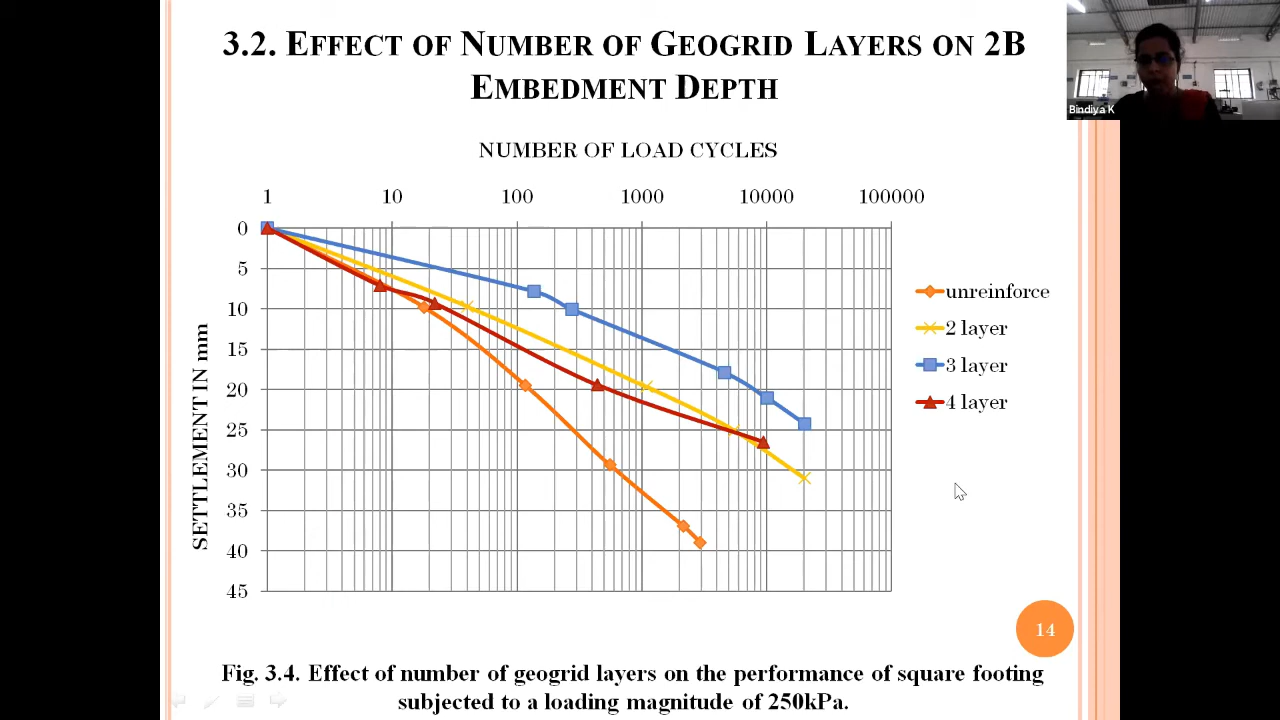 3.2. EFFECT OF NUMBER OF GEOGRID LAYERS ON 2B
EMBEDMENT DEPTH
Bindiya K
NUMBER OF LOAD CYCLES
1 10 100 1000 10000 100000
0
5
10
15
20
25
30
35
40
45
SETTLEMENT IN mm
unreinforce
2 layer
3 layer
4 layer
14
Fig. 3.4. Effect of number of geogrid layers on the performance of square footing
subjected to a loading magnitude of 250kPa.